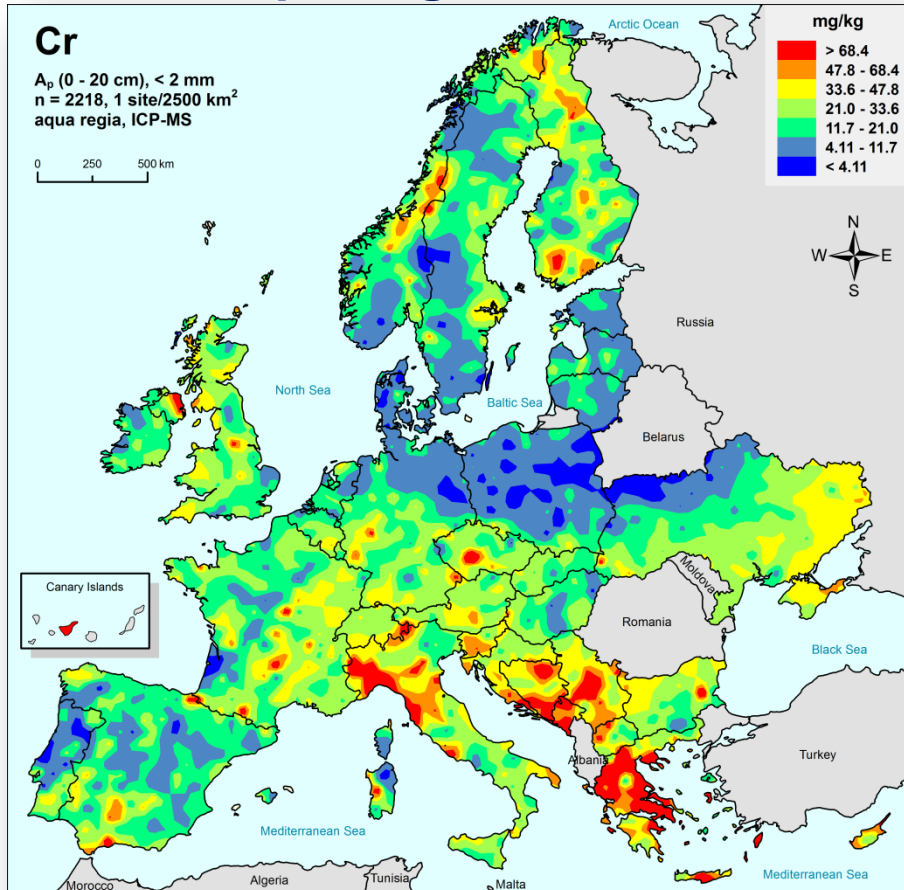 Cr
Aₚ (0 - 20 cm), < 2 mm
n = 2218, 1 site/2500 km²
aqua regia, ICP-MS
0 250 500 km
mg/kg
> 68.4
47.8 - 68.4
33.6 - 47.8
21.0 - 33.6
11.7 - 21.0
4.11 - 11.7
< 4.11
Arctic Ocean
N
W E
S
Russia
North Sea
Baltic Sea
Belarus
Canary Islands
Moldova
Romania
Black Sea
Albania
Turkey
Mediterranean Sea
Mediterranean Sea
Morocco
Algeria
Tunisia
Malta